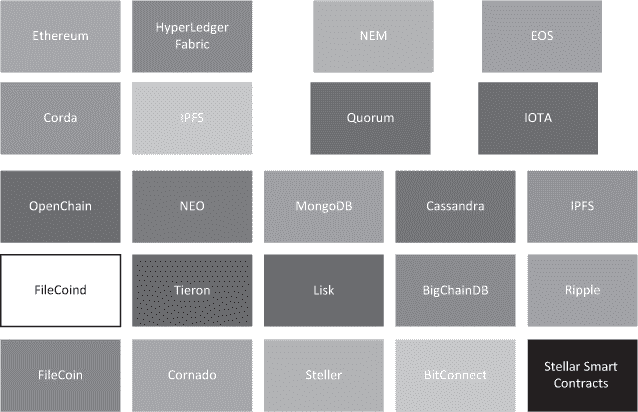 Ethereum
HyperLedger
Fabric
NEM
EOS
Corda
IPFS
Quorum
IOTA
OpenChain
NEO
MongoDB
Cassandra
IPFS
FileCoind
Tieron
Lisk
BigChainDB
Ripple
FileCoin
Cornado
Steller
BitConnect
Stellar Smart
Contracts